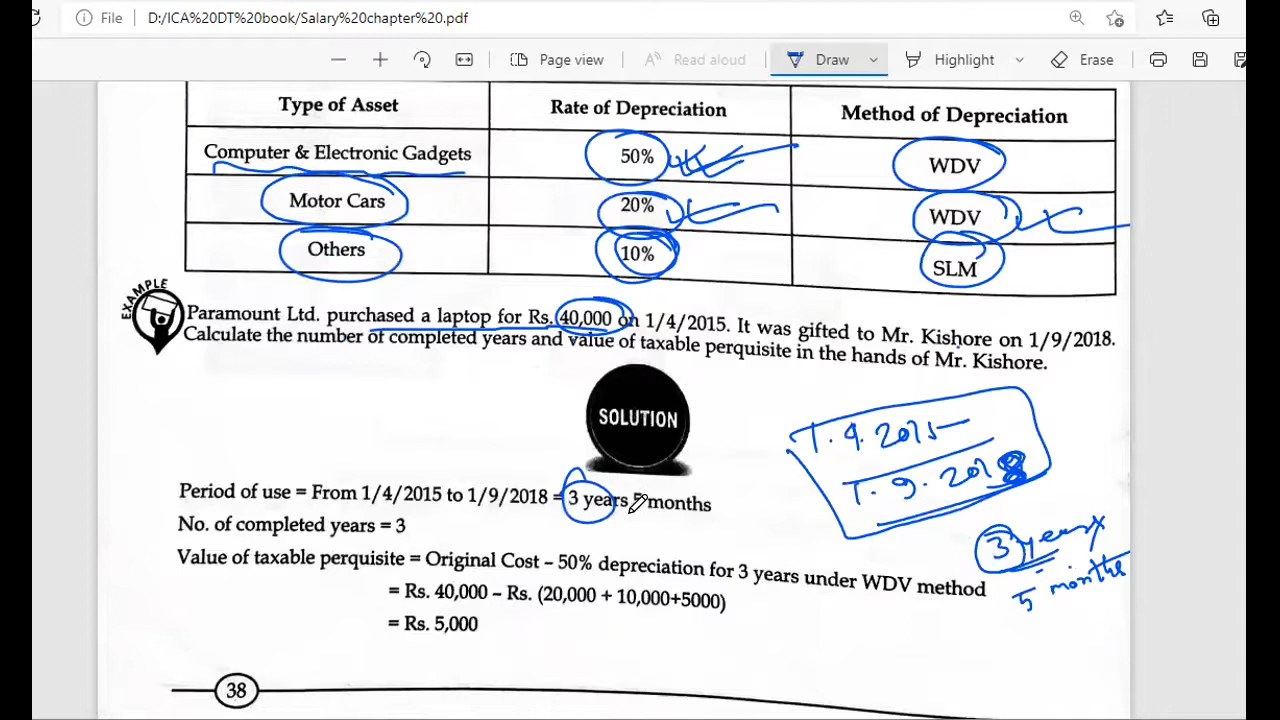 File D:/ICA%20DT%20book/Salary%20chapter%20.pdf
Page view Read aloud Draw Highlight Erase
Type of Asset Rate of Depreciation Method of Depreciation
Computer & Electronic Gadgets 50% WDV
Motor Cars 20% WDV
Others 10% SLM
EXAMPLE
Paramount Ltd. purchased a laptop for Rs. 40,000 on 1/4/2015. It was gifted to Mr. Kishore on 1/9/2018.
Calculate the number of completed years and value of taxable perquisite in the hands of Mr. Kishore.
SOLUTION
1.4.2015
1.9.2018
Period of use = From 1/4/2015 to 1/9/2018 = 3 years 5 months
No. of completed years = 3
3 years
5 months
Value of taxable perquisite = Original Cost – 50% depreciation for 3 years under WDV method
= Rs. 40,000 – Rs. (20,000 + 10,000+5000)
= Rs. 5,000
38